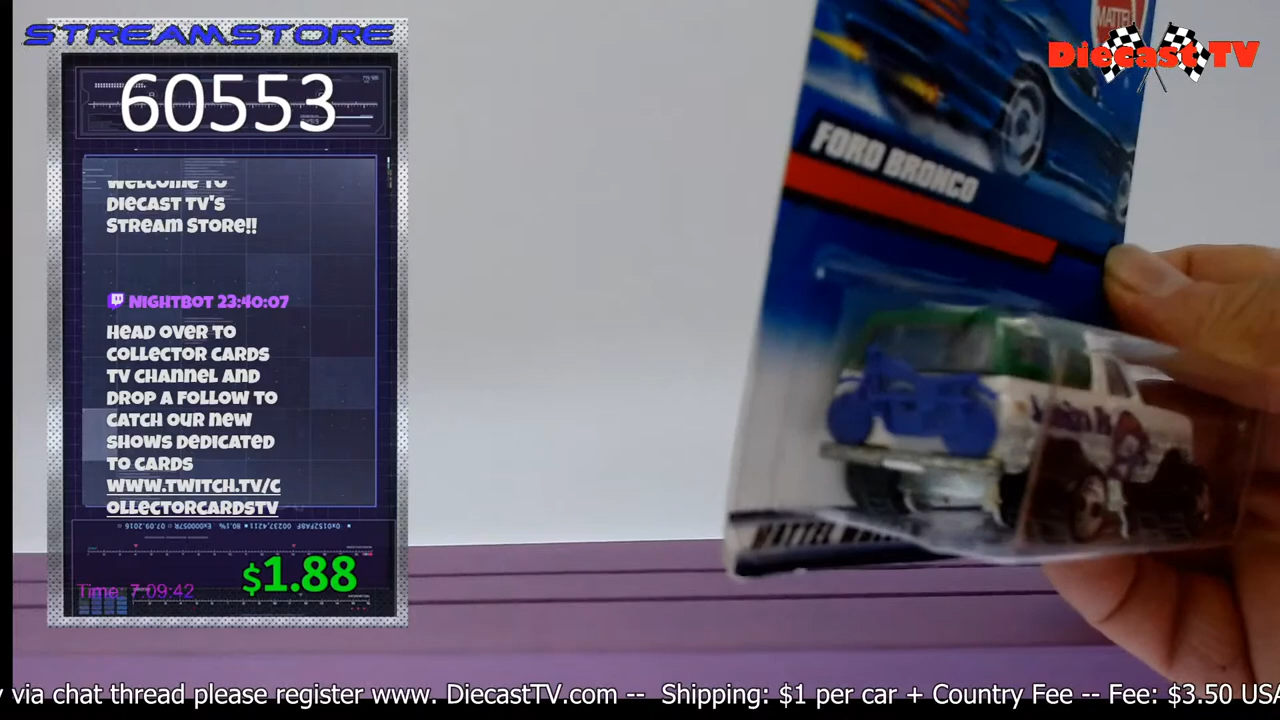 STREAMSTORE
60553
WELCOME TO
DIECAST TV'S
STREAM STORE!!
NIGHTBOT 23:40:07
HEAD OVER TO
COLLECTOR CARDS
TV CHANNEL AND
DROP A FOLLOW TO
CATCH OUR NEW
SHOWS DEDICATED
TO CARDS
WWW.TWITCH.TV/C
OLLECTORCARDSTV
Time: 7:09:42
$1.88
MATTEL
Diecast TV
FORD BRONCO
MATTEL
via chat thread please register www. DiecastTV.com -- Shipping: $1 per car + Country Fee -- Fee: $3.50 USA